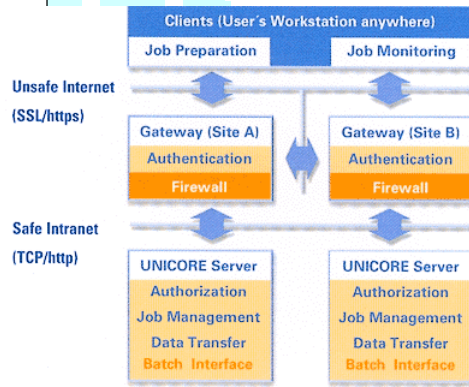 Clients (User's Workstation anywhere)
Job Preparation
Job Monitoring
Unsafe Internet
(SSL/https)
Gateway (Site A)
Authentication
Firewall
Gateway (Site B)
Authentication
Firewall
Safe Intranet
(TCP/http)
UNICORE Server
Authorization
Job Management
Data Transfer
Batch Interface
UNICORE Server
Authorization
Job Management
Data Transfer
Batch Interface